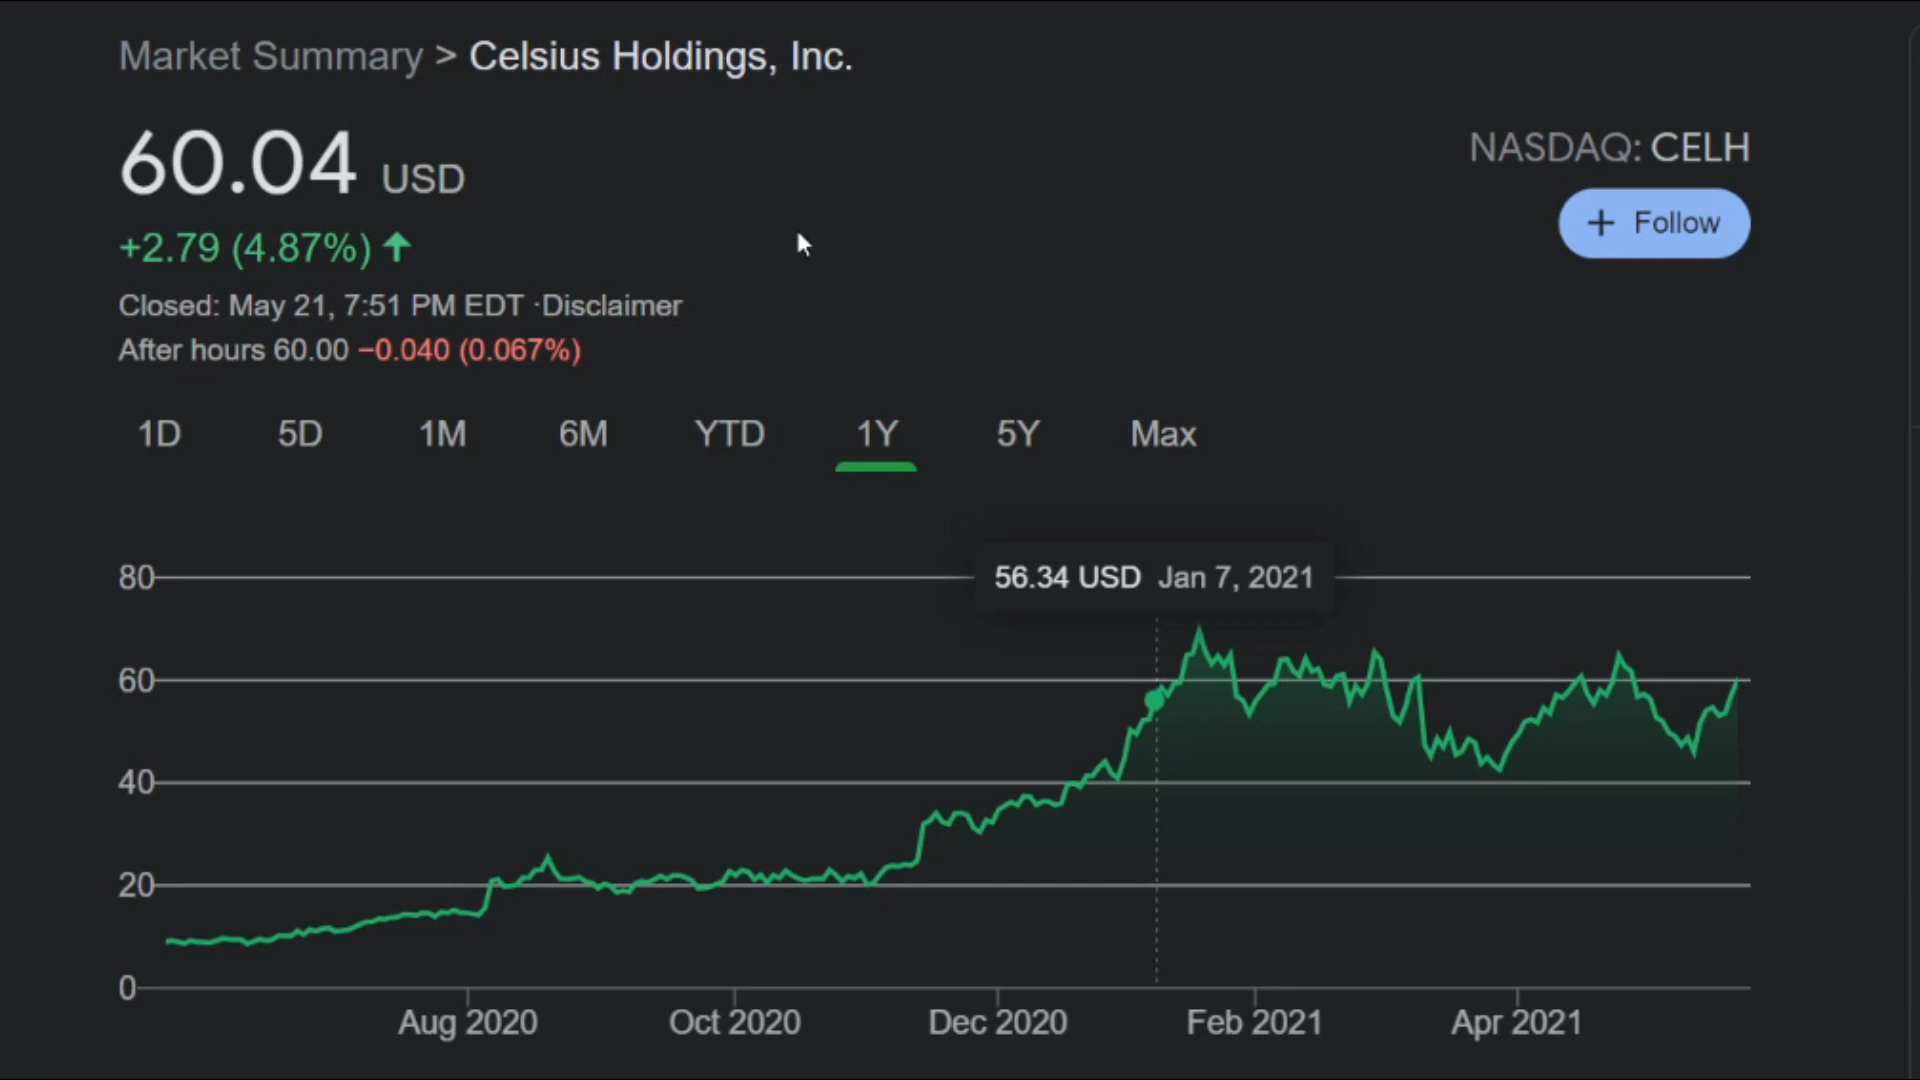 Market Summary > Celsius Holdings, Inc.
60.04 USD
NASDAQ: CELH
+ Follow
+2.79 (4.87%)
Closed: May 21, 7:51 PM EDT ·Disclaimer
After hours 60.00 −0.040 (0.067%)
1D 5D 1M 6M YTD 1Y 5Y Max
56.34 USD Jan 7, 2021
80
60
40
20
0
Aug 2020 Oct 2020 Dec 2020 Feb 2021 Apr 2021